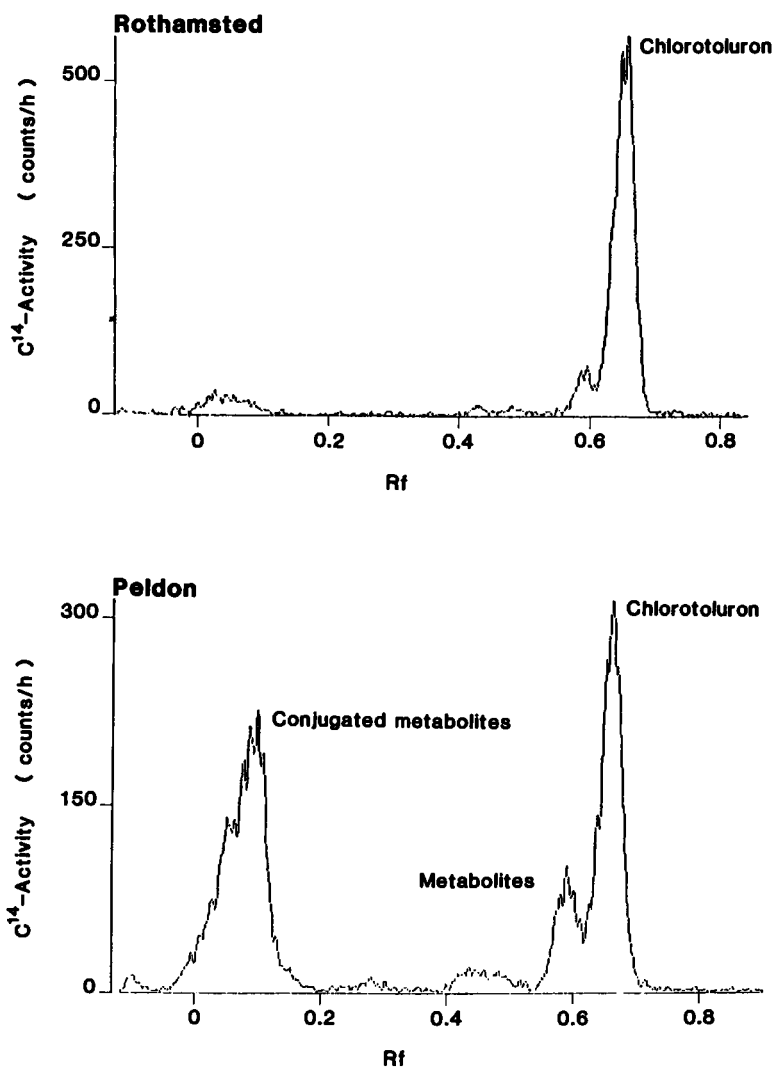 Rothamsted
Chlorotoluron
500
250
0
C14-Activity ( counts/h )
0 0.2 0.4 0.6 0.8
Rf
Peldon
Chlorotoluron
300
Conjugated metabolites
150
Metabolites
0
C14-Activity ( counts/h )
0 0.2 0.4 0.6 0.8
Rf